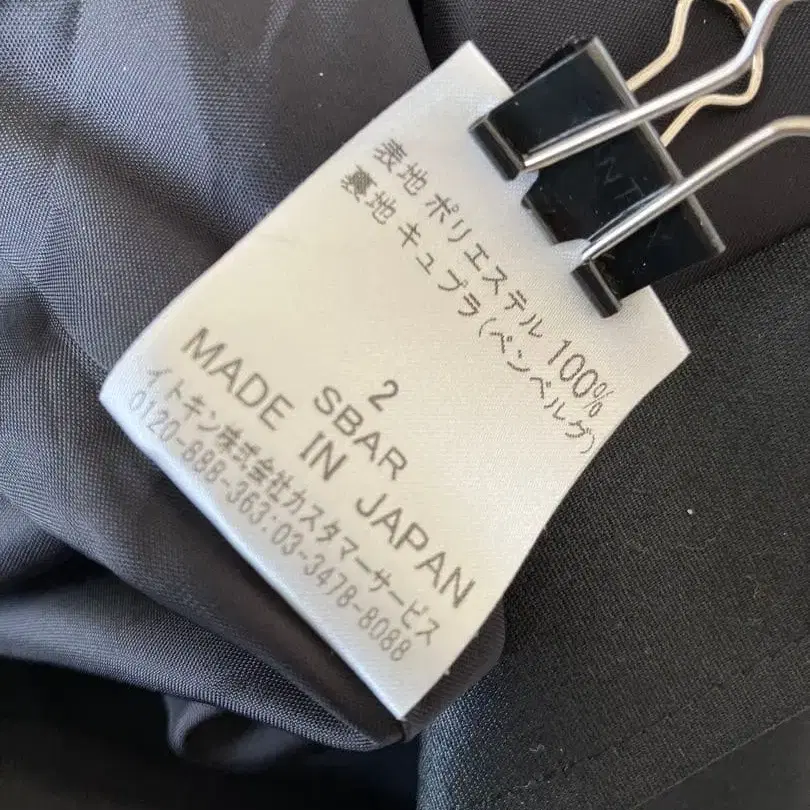 表地 ポリエステル 100%
裏地 キュプラ(ベンベルグ)
2
SBAR
MADE IN JAPAN
イトキン株式会社カスタマーサービス
0120-888-363:03-3478-8088